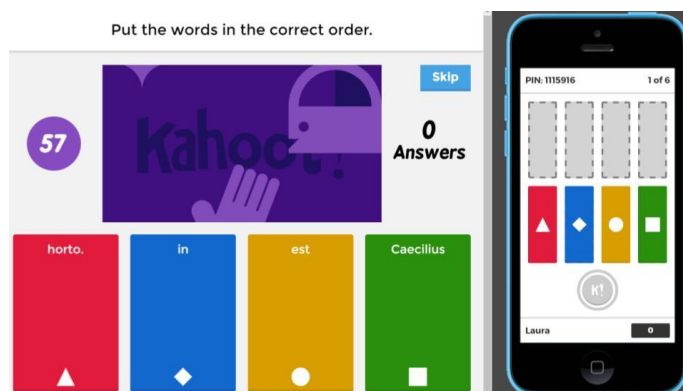 Put the words in the correct order.
Skip
57
Kahoot!
0
Answers
horto.
in
est
Caecilius
PIN: 1115916
1 of 6
K!
Laura
0